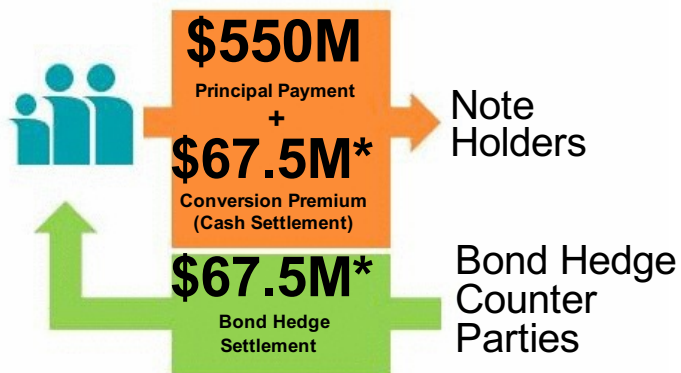 $550M
Principal Payment
+
$67.5M*
Conversion Premium
(Cash Settlement)
Note
Holders
$67.5M*
Bond Hedge
Settlement
Bond Hedge
Counter
Parties